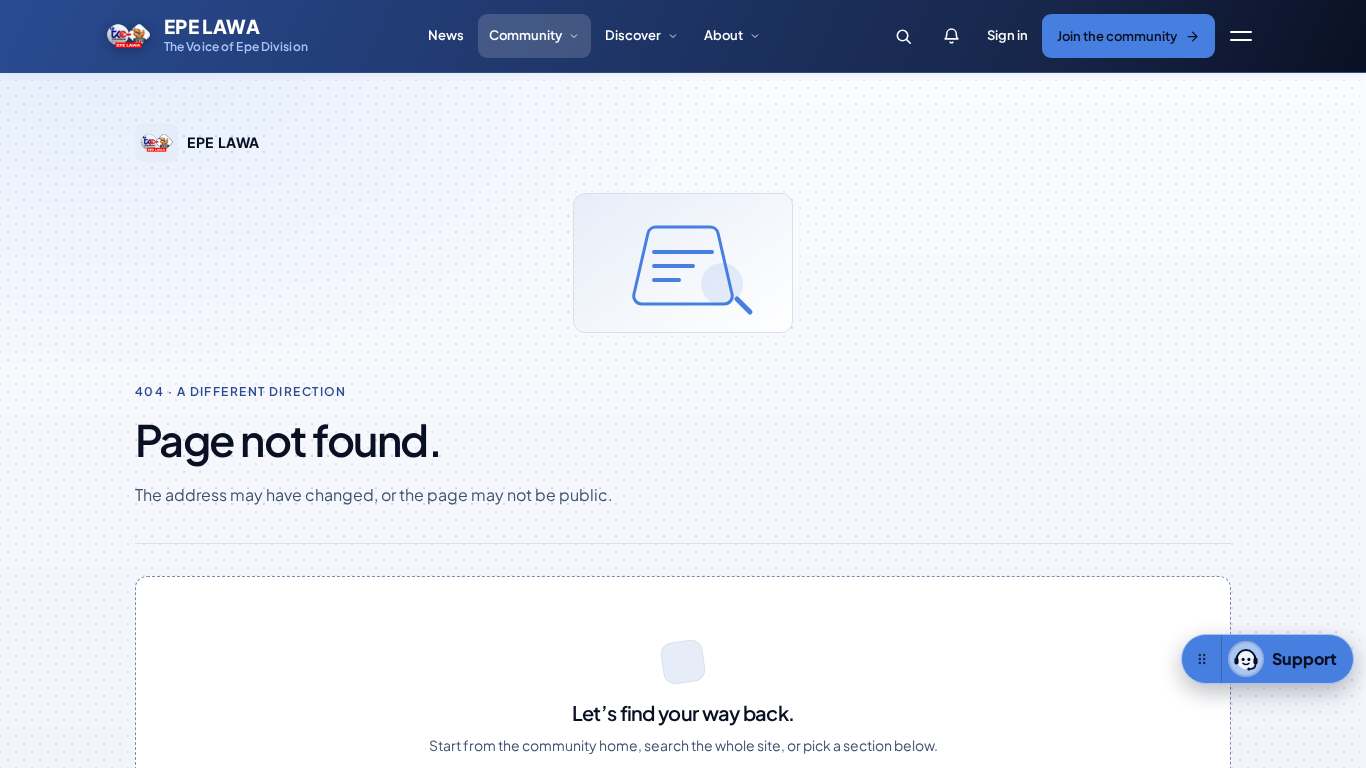 EPE LAWA
The Voice of Epe Division
News
Community
Discover
About
Sign in
Join the community
EPE LAWA
404 · A DIFFERENT DIRECTION
Page not found.
The address may have changed, or the page may not be public.
Support
Let’s find your way back.
Start from the community home, search the whole site, or pick a section below.